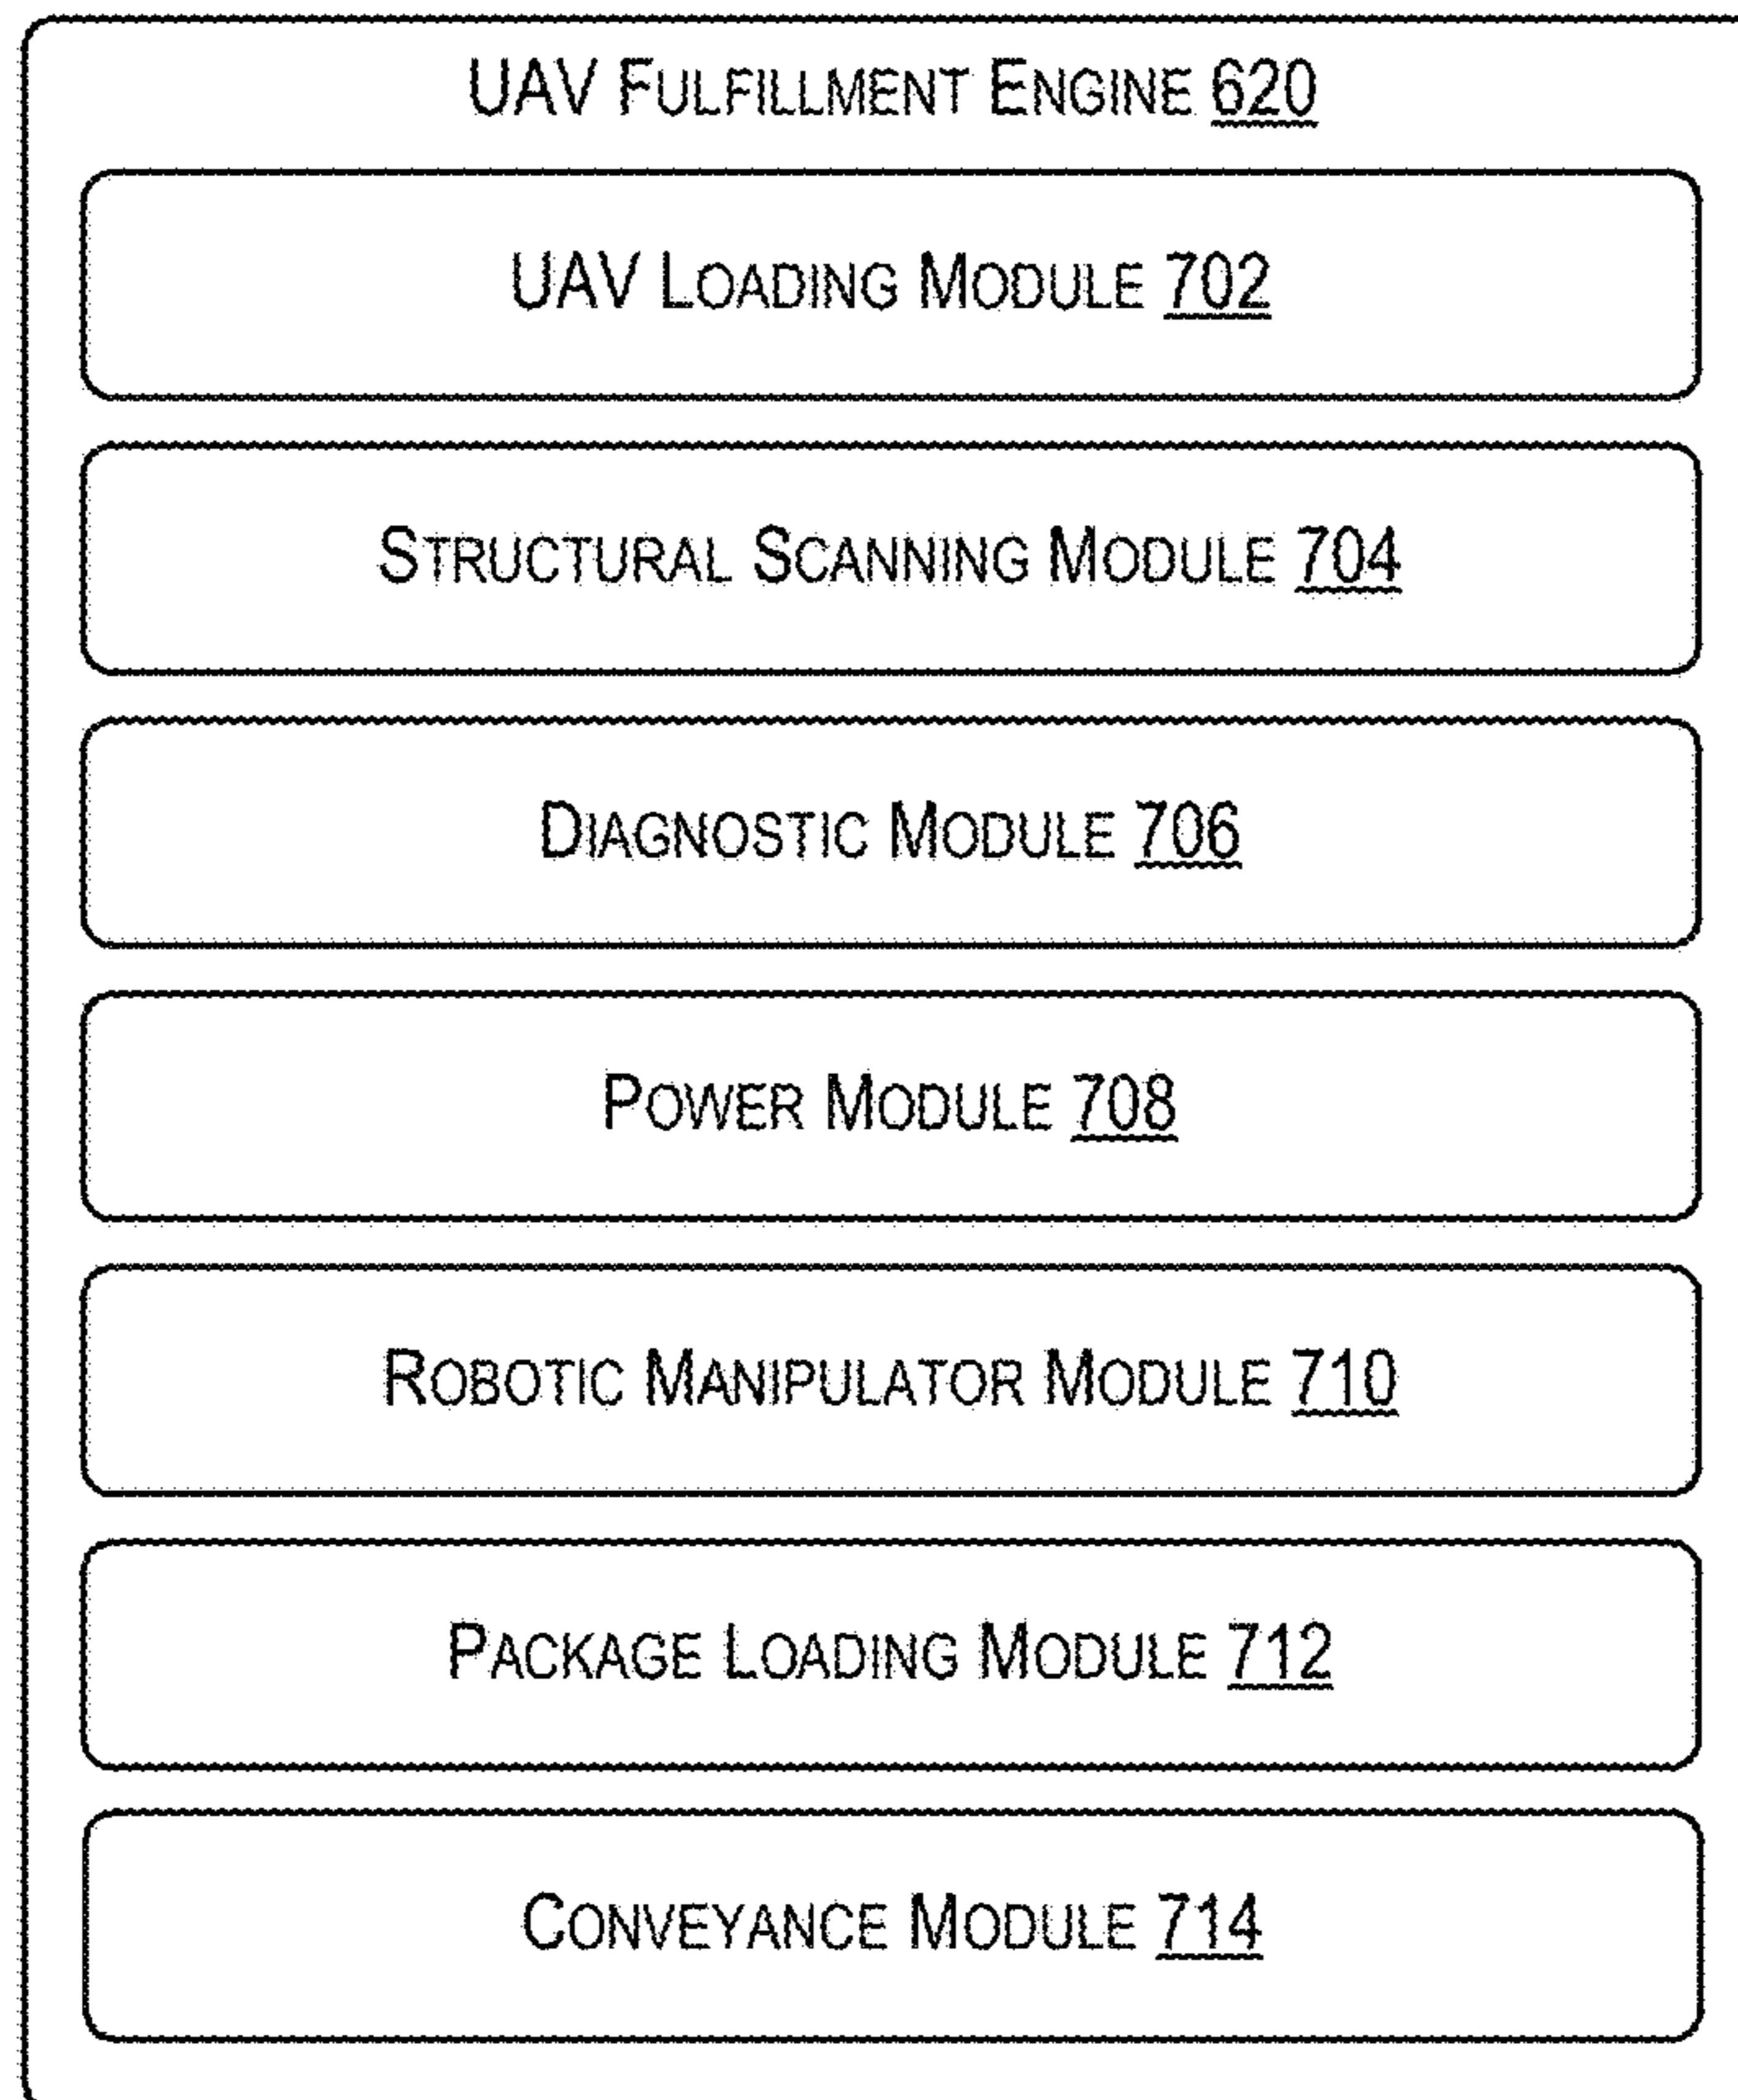 UAV FULFILLMENT ENGINE 620
UAV LOADING MODULE 702
STRUCTURAL SCANNING MODULE 704
DIAGNOSTIC MODULE 706
POWER MODULE 708
ROBOTIC MANIPULATOR MODULE 710
PACKAGE LOADING MODULE 712
CONVEYANCE MODULE 714